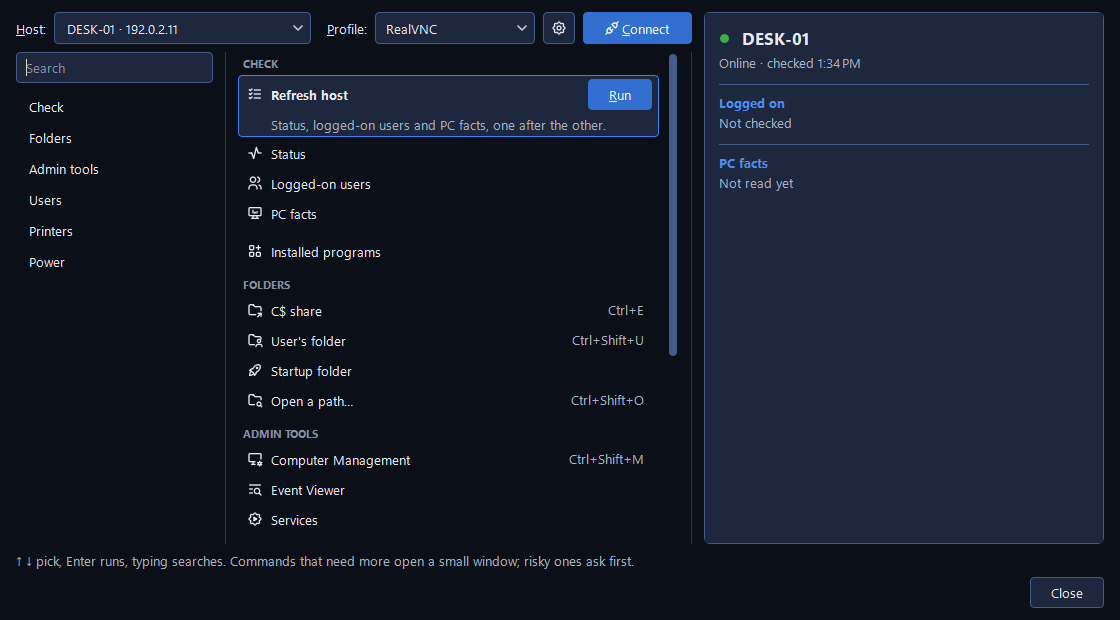 Host: DESK-01 · 192.0.2.11 Profile: RealVNC Connect
Search
Check
Folders
Admin tools
Users
Printers
Power
CHECK
Refresh host Run
Status, logged-on users and PC facts, one after the other.
Status
Logged-on users
PC facts
Installed programs
FOLDERS
C$ share Ctrl+E
User's folder Ctrl+Shift+U
Startup folder
Open a path... Ctrl+Shift+O
ADMIN TOOLS
Computer Management Ctrl+Shift+M
Event Viewer
Services
DESK-01
Online · checked 1:34 PM
Logged on
Not checked
PC facts
Not read yet
↑ ↓ pick, Enter runs, typing searches. Commands that need more open a small window; risky ones ask first.
Close